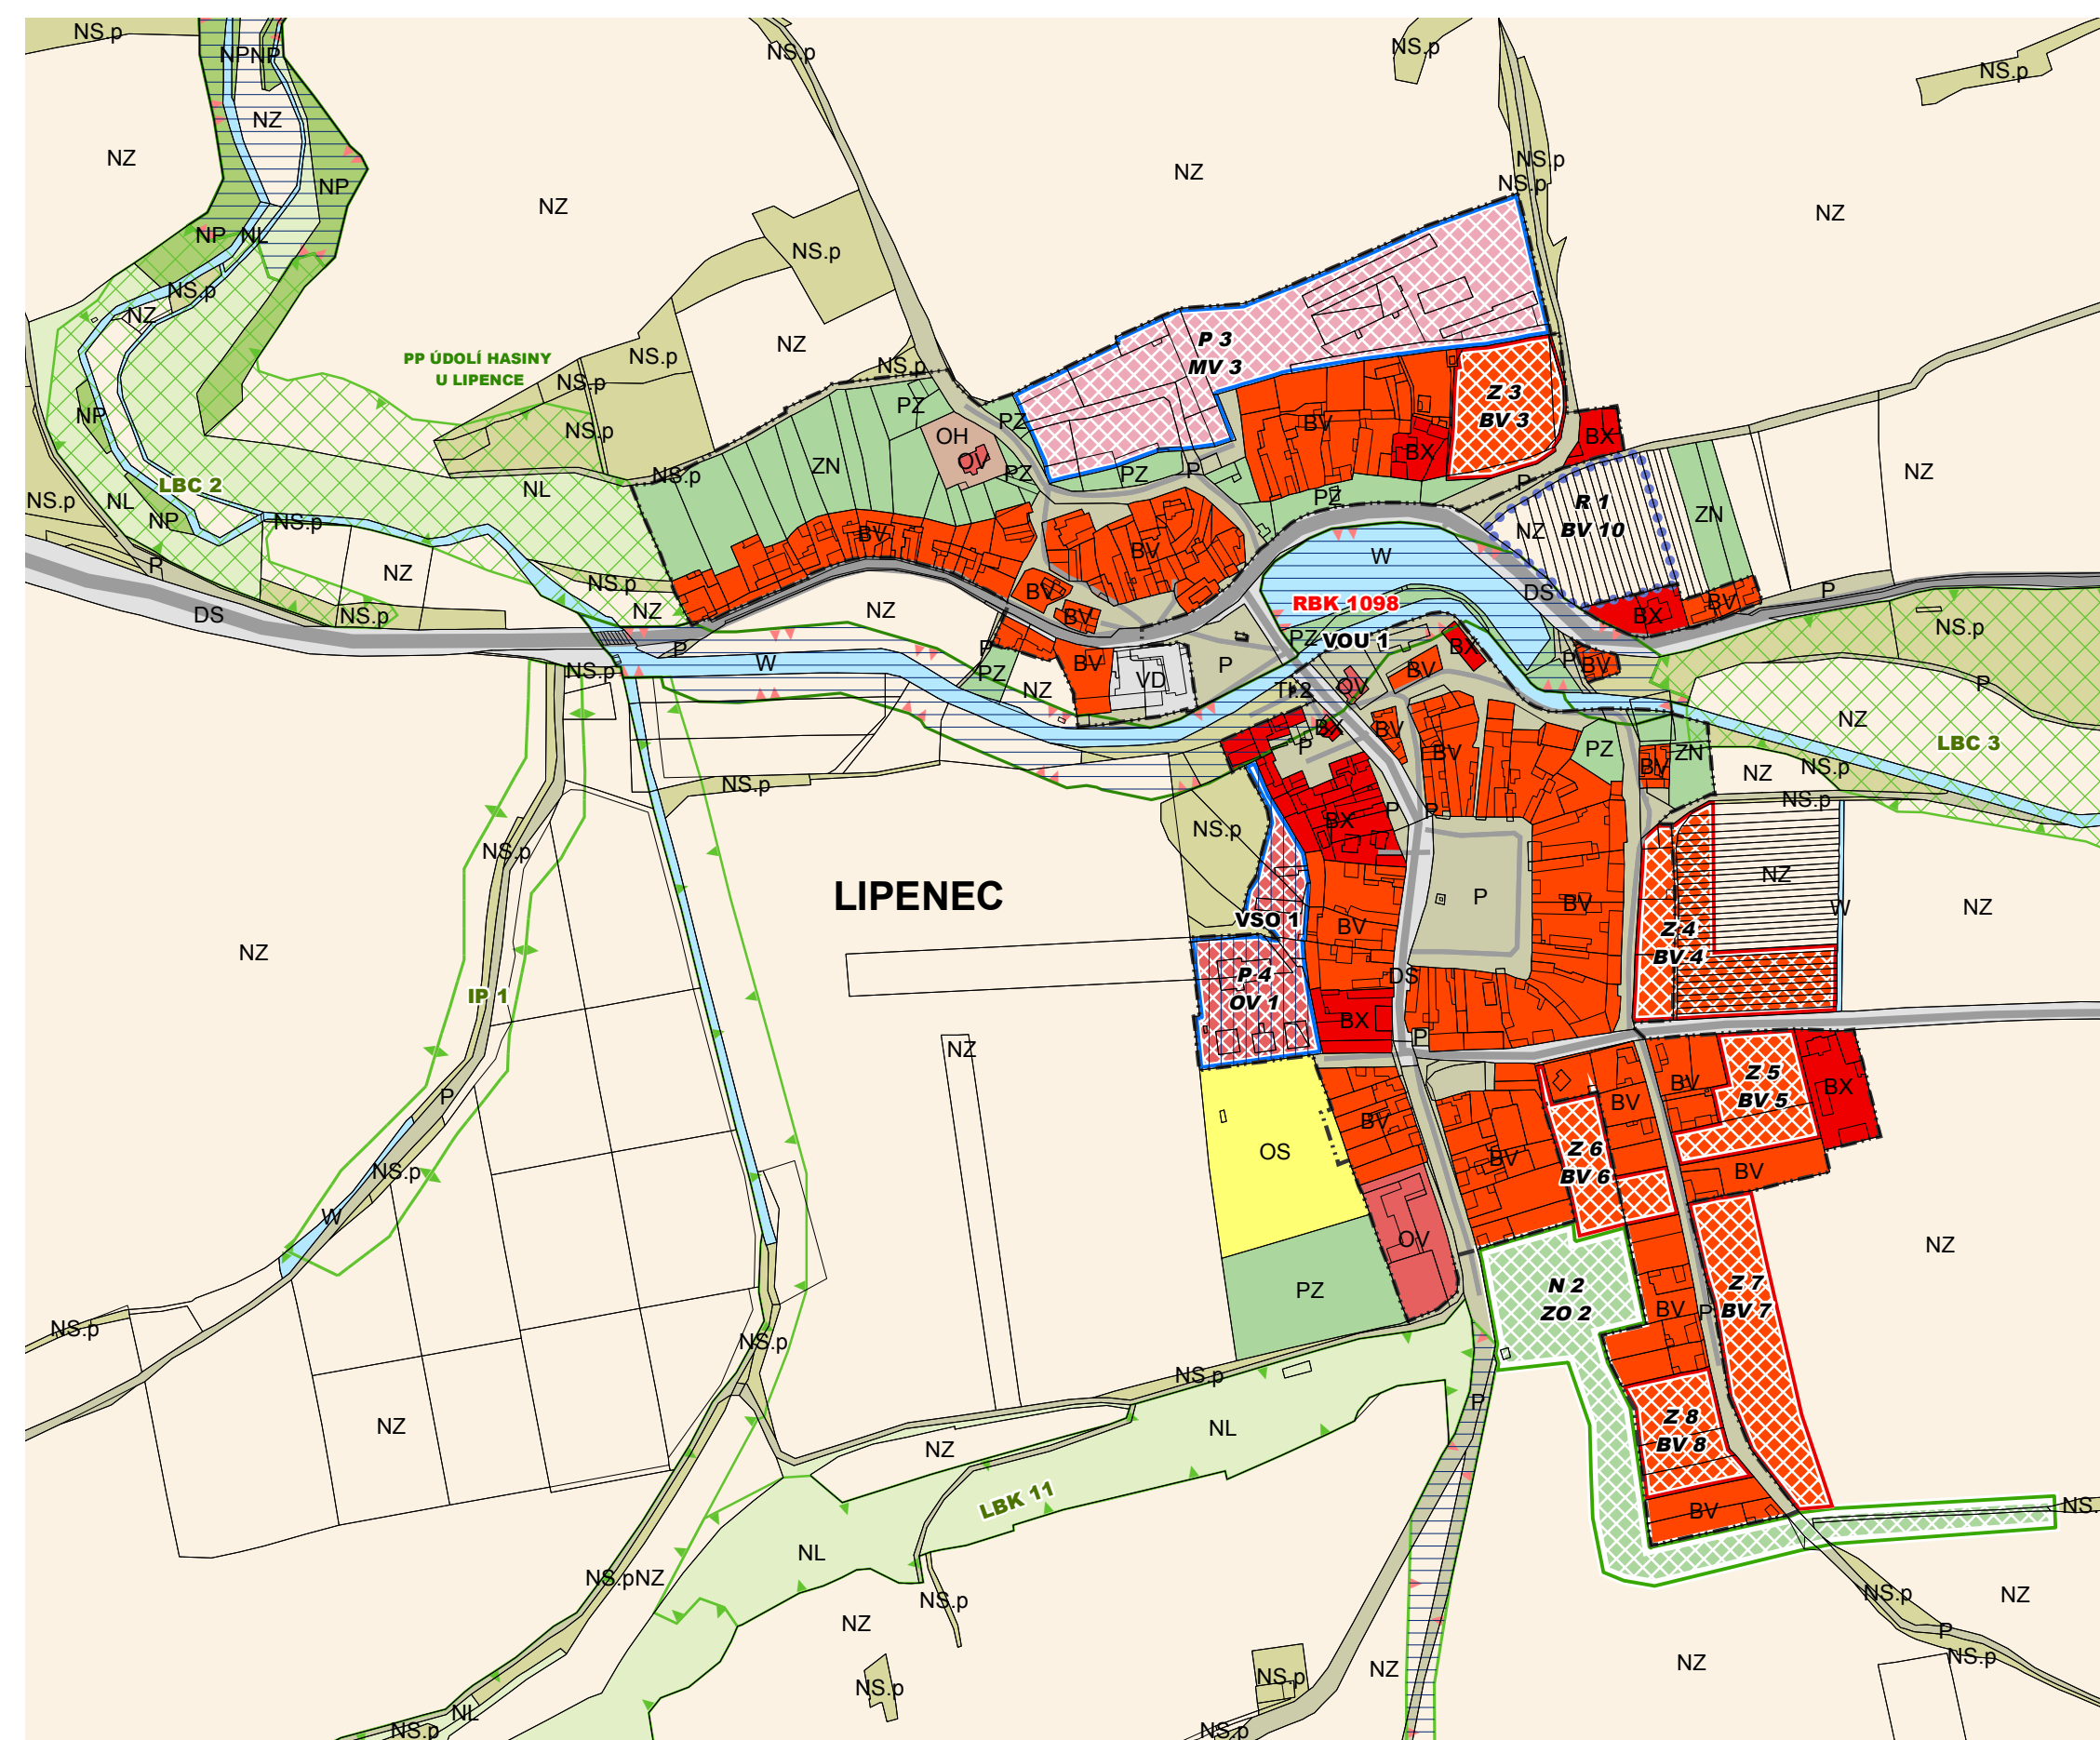 NS.p
NS.p
NS.p
NS.p
NPNP
NZ
NZ
NP
NZ
NZ
NS.p
NS.p
NZ
NP
NL
NS.p
NS.p
NZ
NZ
NS.p
NS.p
PP ÚDOLÍ HASINY
U LIPENCE
NS.p
NS.p
NP
P 3
MV 3
Z 3
BV 3
PZ
PZ
OH
OV
PZ
PZ
P
BV
BX
BX
ZN
NS.p
NL
LBC 2
NS.p
NL
NP
NS.p
NZ
PZ
P
R 1
BV 10
NZ
ZN
BV
BV
W
P
NZ
NS.p
NZ
NS.p
DS
NZ
BV
BV
RBK 1098
DS
BX
BV
P
NS.p
PZ
VOU 1
P
P
W
NS.p
PZ
NZ
BV
VD
P
TI.2
OV
BV
BX
P
BV
P
NZ
LBC 3
BX
P
BV
BV
PZ
BV
ZN
NZ
NS.p
NS.p
NS.p
NS.p
BX
P
P
NS.p
LIPENEC
NZ
W
NZ
NZ
VSO 1
BV
P
BV
Z 4
BV 4
P 4
OV 1
DS
IP 1
BX
P
NZ
P
OS
BV
BV
BV
BV
Z 5
BV 5
BX
Z 6
BV 6
BV
NS.p
W
OV
PZ
N 2
ZO 2
BV
P
Z 7
BV 7
NZ
NS.p
NS.p
NS.p
NZ
NZ
NL
P
Z 8
BV 8
LBK 11
BV
NS.
NL
NS.pNZ
NS.p
NZ
NS.p
NZ
P
NS.p
NS.p
NZ
NZ
NS.p
NL
NS.p
NS.p